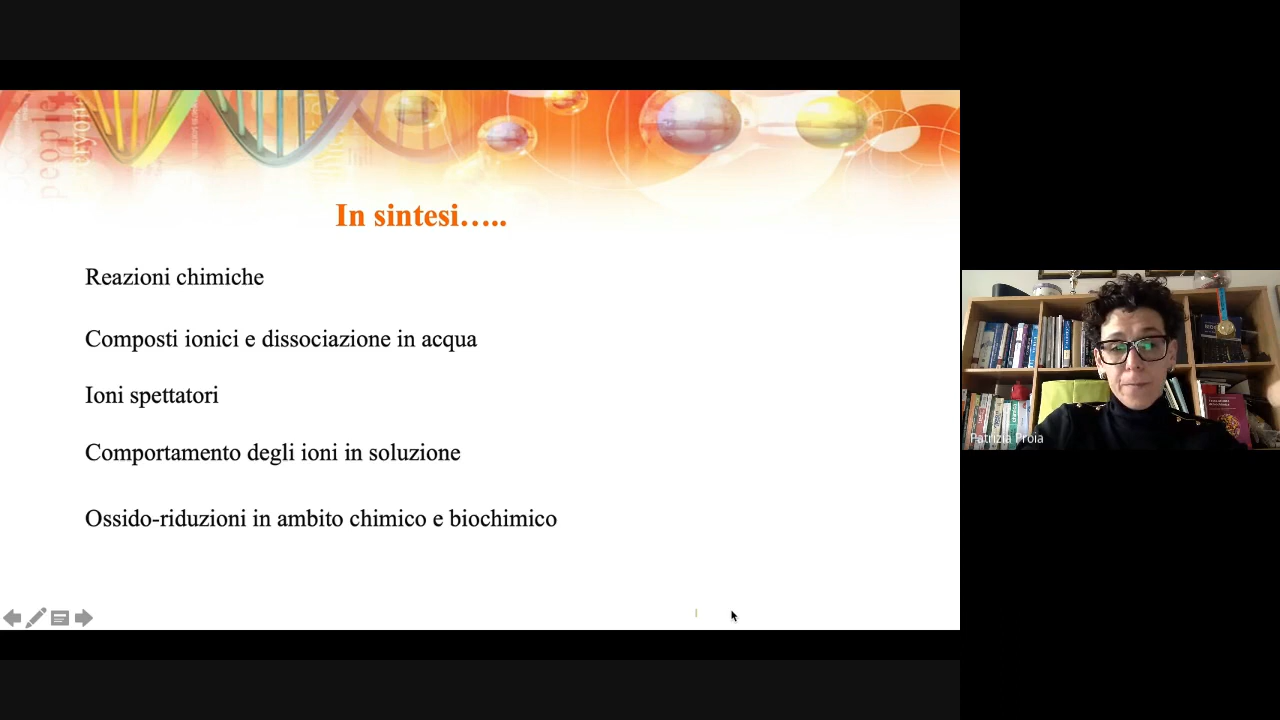 people
In sintesi…..
Reazioni chimiche
Composti ionici e dissociazione in acqua
Ioni spettatori
Comportamento degli ioni in soluzione
Ossido-riduzioni in ambito chimico e biochimico
Patrizia Proia